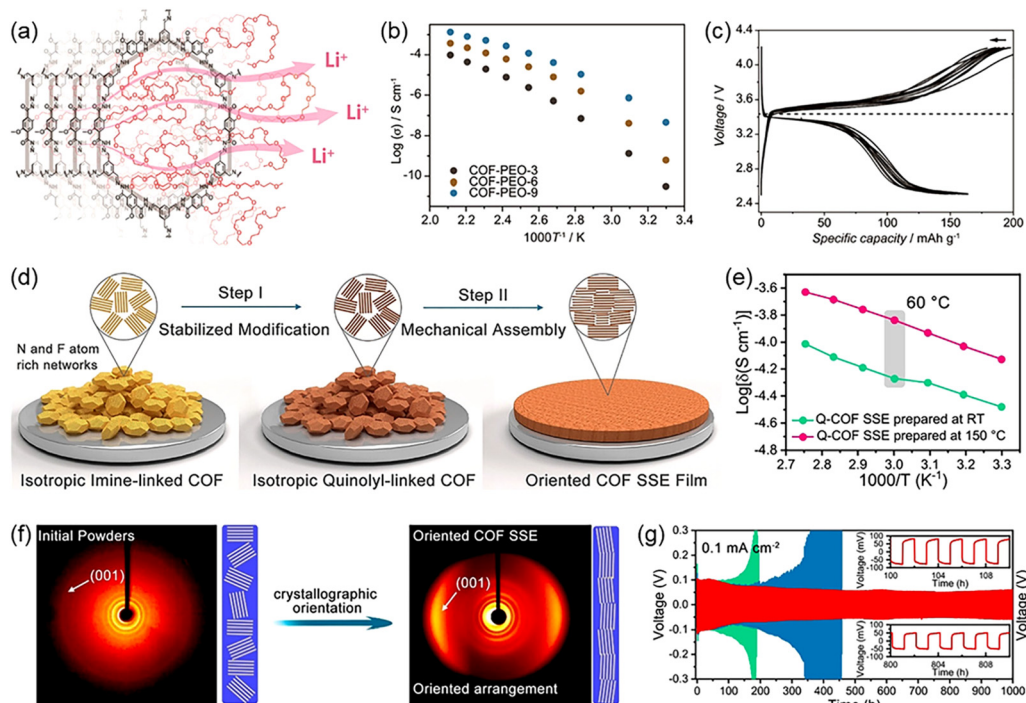 (a)
Li⁺
Li⁺
Li⁺
(b)
Log (σ) / S cm⁻¹
-4
-6
-8
-10
COF-PEO-3
COF-PEO-6
COF-PEO-9
2.0 2.2 2.4 2.6 2.8 3.0 3.2 3.4
1000T⁻¹ / K
(c)
Voltage / V
4.2
3.6
3.0
2.4
0 50 100 150 200
Specific capacity / mAh g⁻¹
(d)
Step I
Stabilized Modification
Step II
Mechanical Assembly
N and F atom
rich networks
Isotropic Imine-linked COF
Isotropic Quinolyl-linked COF
Oriented COF SSE Film
(e)
Log[δ(S cm⁻¹)]
-3.6
-3.8
-4.0
-4.2
-4.4
-4.6
-4.8
60 °C
Q-COF SSE prepared at RT
Q-COF SSE prepared at 150 °C
2.7 2.8 2.9 3.0 3.1 3.2 3.3
1000/T (K⁻¹)
(f)
Initial Powders
(001)
crystallographic
orientation
Oriented COF SSE
(001)
Oriented arrangement
(g)
Voltage (V)
0.3
0.2
0.1
0.0
-0.1
-0.2
-0.3
0.1 mA cm⁻²
Voltage (mV)
100
50
0
-50
-100
100 104 108
Time (h)
Voltage (mV)
100
50
0
-50
-100
800 804 808
Time (h)
0 100 200 300 400 500 600 700 800 900 1000
Time (h)
Voltage (V)